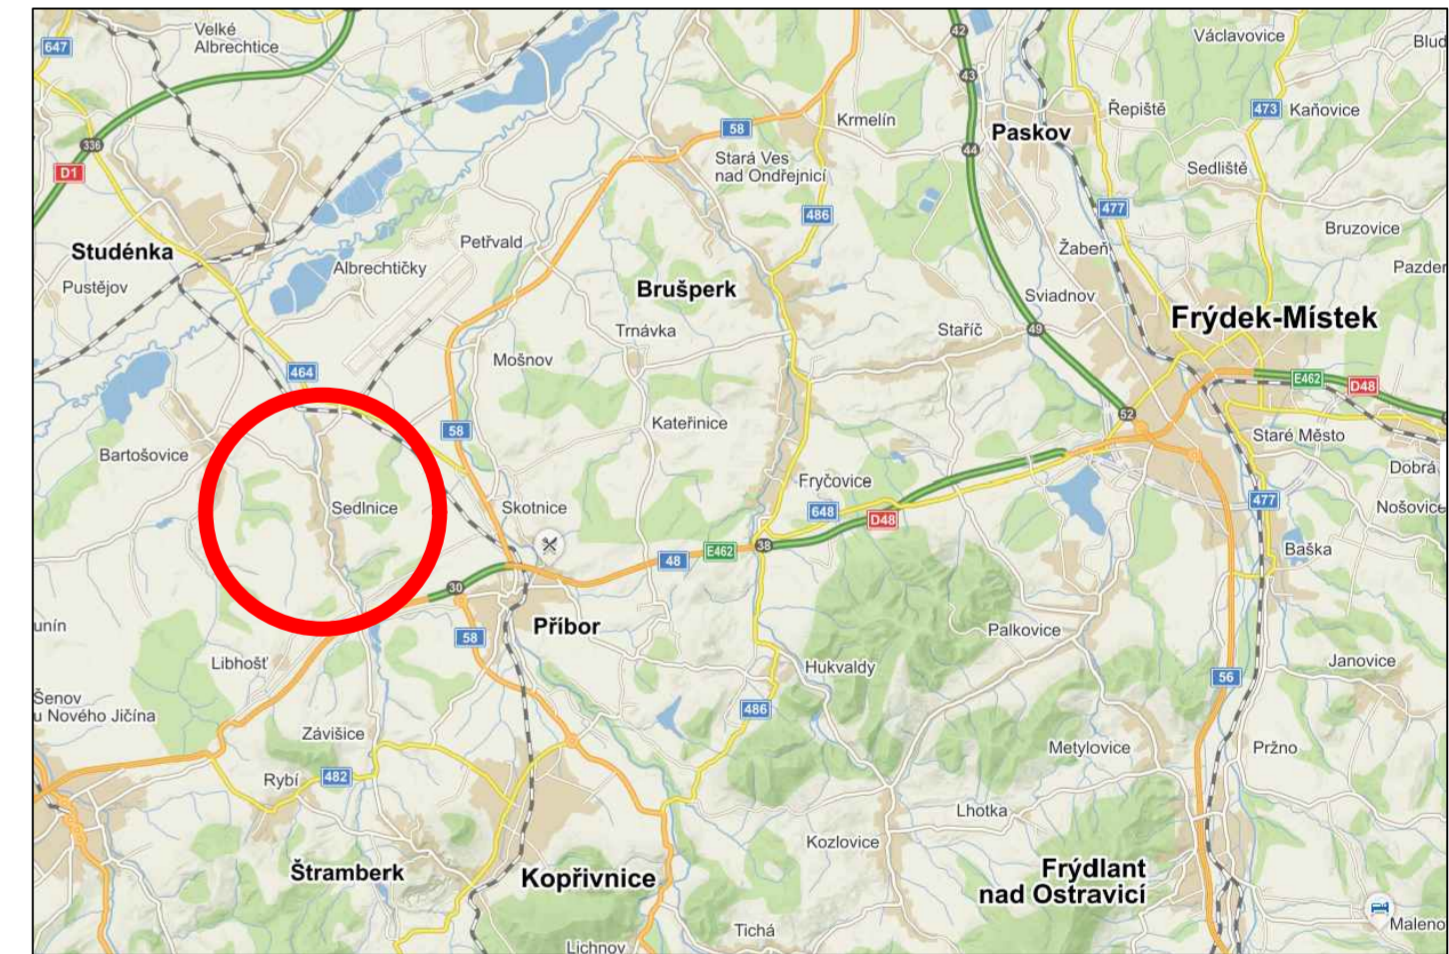 Velké
Albrechtice
647
42
Václavovice
Blud
43
58
Krmelín
Řepiště
473
Kaňovice
336
Paskov
44
D1
Stará Ves
nad Ondřejnicí
Sedliště
486
477
Bruzovice
Studénka
Petřvald
Žabeň
Albrechtičky
Pazder
Pustějov
Brušperk
Sviadnov
Frýdek-Místek
Trnávka
Staříč
49
Mošnov
464
E462
D48
52
58
Kateřinice
Staré Město
Bartošovice
Dobrá
Fryčovice
Sedlnice
Skotnice
648
D48
477
Nošovice
38
E462
48
Baška
30
unín
Příbor
58
Palkovice
Libhošť
Hukvaldy
Janovice
56
Šenov
u Nového Jičína
486
Závišice
Metylovice
Pržno
Rybí
482
Lhotka
Kozlovice
Štramberk
Kopřivnice
Frýdlant
nad Ostravicí
Maleno
Tichá
Lichnov